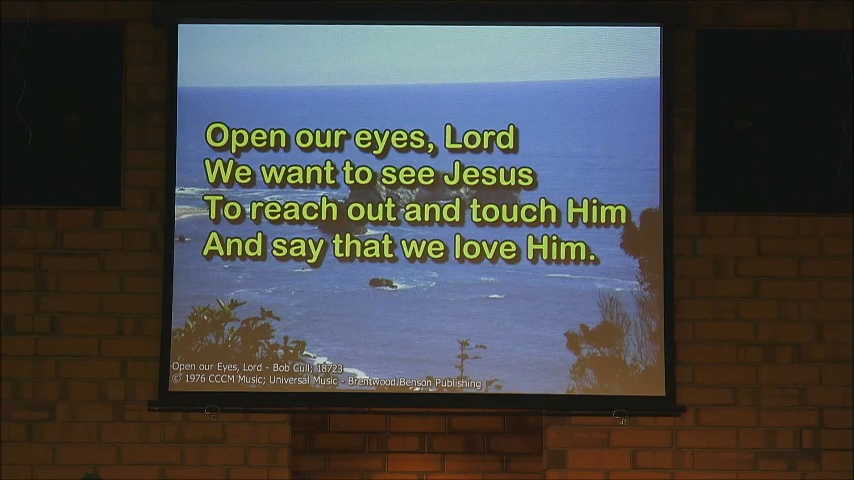 Open our eyes, Lord
We want to see Jesus
To reach out and touch Him
And say that we love Him.
Open our Eyes, Lord - Bob Cull; 18723
© 1976 CCCM Music; Universal Music - Brentwood Benson Publishing